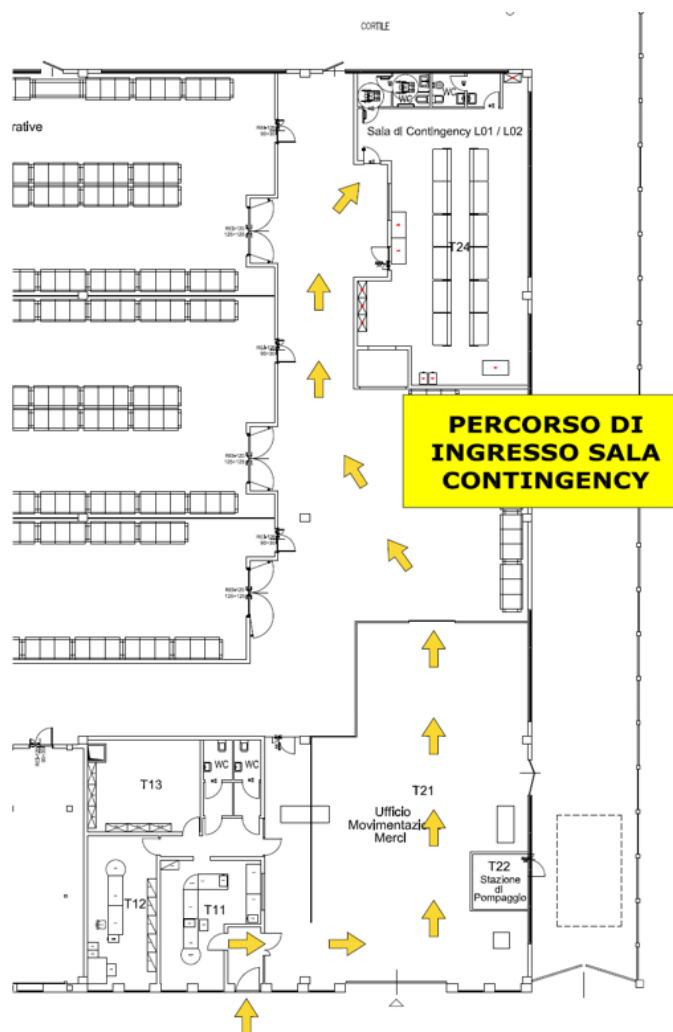 CORTILE
WC
WC
rative
Sala di Contingency L01 / L02
T24
PERCORSO DI
INGRESSO SALA
CONTINGENCY
T13
WC
WC
T21
Ufficio
Movimentazione
Merci
T22
Stazione
di
Pompaggio
T12
T11